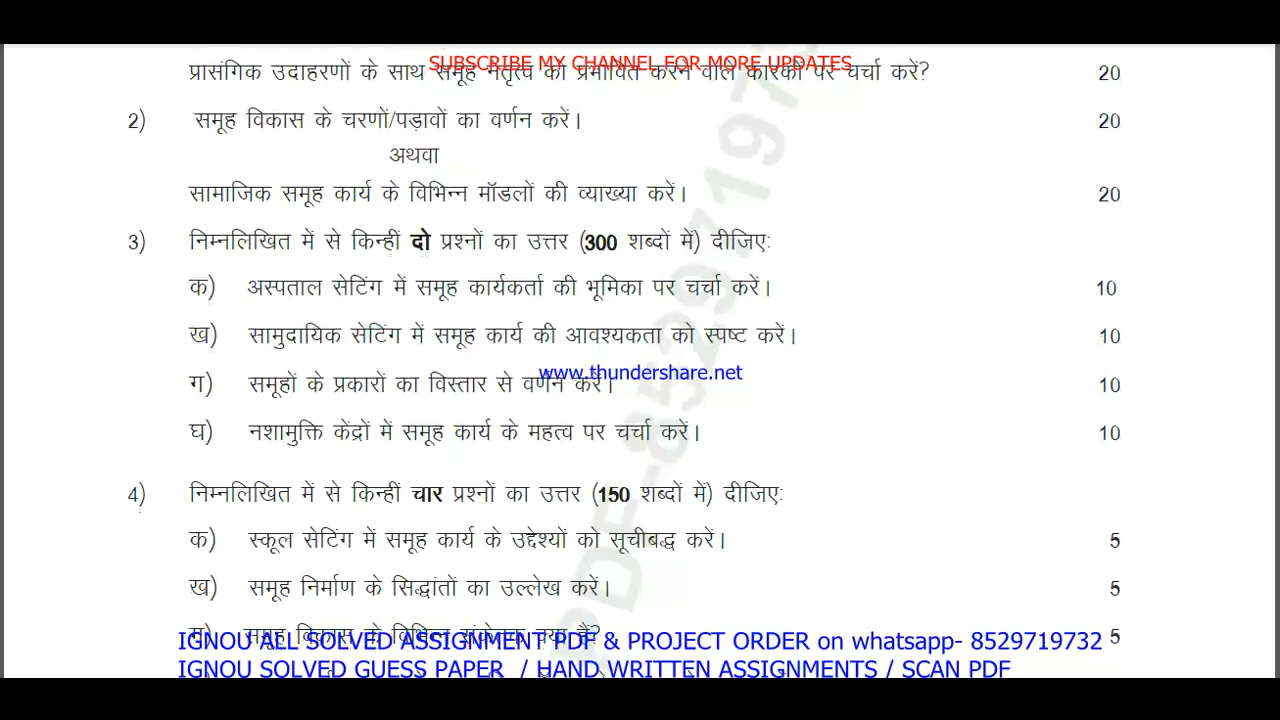 SUBSCRIBE MY CHANNEL FOR MORE UPDATES
प्रासंगिक उदाहरणों के साथ समूह नेतृत्व को प्रभावित करने वाले कारकों पर चर्चा करें? 20
2) समूह विकास के चरणों/पड़ावों का वर्णन करें। 20
अथवा
सामाजिक समूह कार्य के विभिन्न मॉडलों की व्याख्या करें। 20
3) निम्नलिखित में से किन्हीं दो प्रश्नों का उत्तर (300 शब्दों में) दीजिए:
क) अस्पताल सेटिंग में समूह कार्यकर्ता की भूमिका पर चर्चा करें। 10
ख) सामुदायिक सेटिंग में समूह कार्य की आवश्यकता को स्पष्ट करें। 10
www.thundershare.net
ग) समूहों के प्रकारों का विस्तार से वर्णन करें। 10
घ) नशामुक्ति केंद्रों में समूह कार्य के महत्व पर चर्चा करें। 10
4) निम्नलिखित में से किन्हीं चार प्रश्नों का उत्तर (150 शब्दों में) दीजिए:
क) स्कूल सेटिंग में समूह कार्य के उद्देश्यों को सूचीबद्ध करें। 5
ख) समूह निर्माण के सिद्धांतों का उल्लेख करें। 5
ग) समूह विकास के विभिन्न संकेतक क्या हैं? 5
IGNOU ALL SOLVED ASSIGNMENT PDF & PROJECT ORDER on whatsapp- 8529719732
IGNOU SOLVED GUESS PAPER / HAND WRITTEN ASSIGNMENTS / SCAN PDF
PDF-852971973